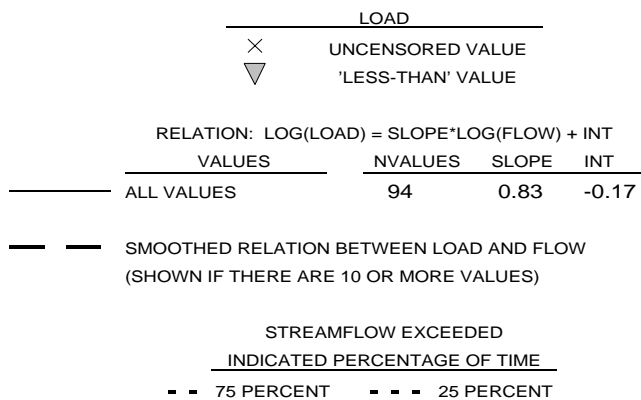 LOAD
UNCENSORED VALUE
'LESS-THAN' VALUE
RELATION: LOG(LOAD) = SLOPE*LOG(FLOW) + INT
VALUES NVALUES SLOPE INT
ALL VALUES 94 0.83 -0.17
SMOOTHED RELATION BETWEEN LOAD AND FLOW
(SHOWN IF THERE ARE 10 OR MORE VALUES)
STREAMFLOW EXCEEDED
INDICATED PERCENTAGE OF TIME
75 PERCENT 25 PERCENT